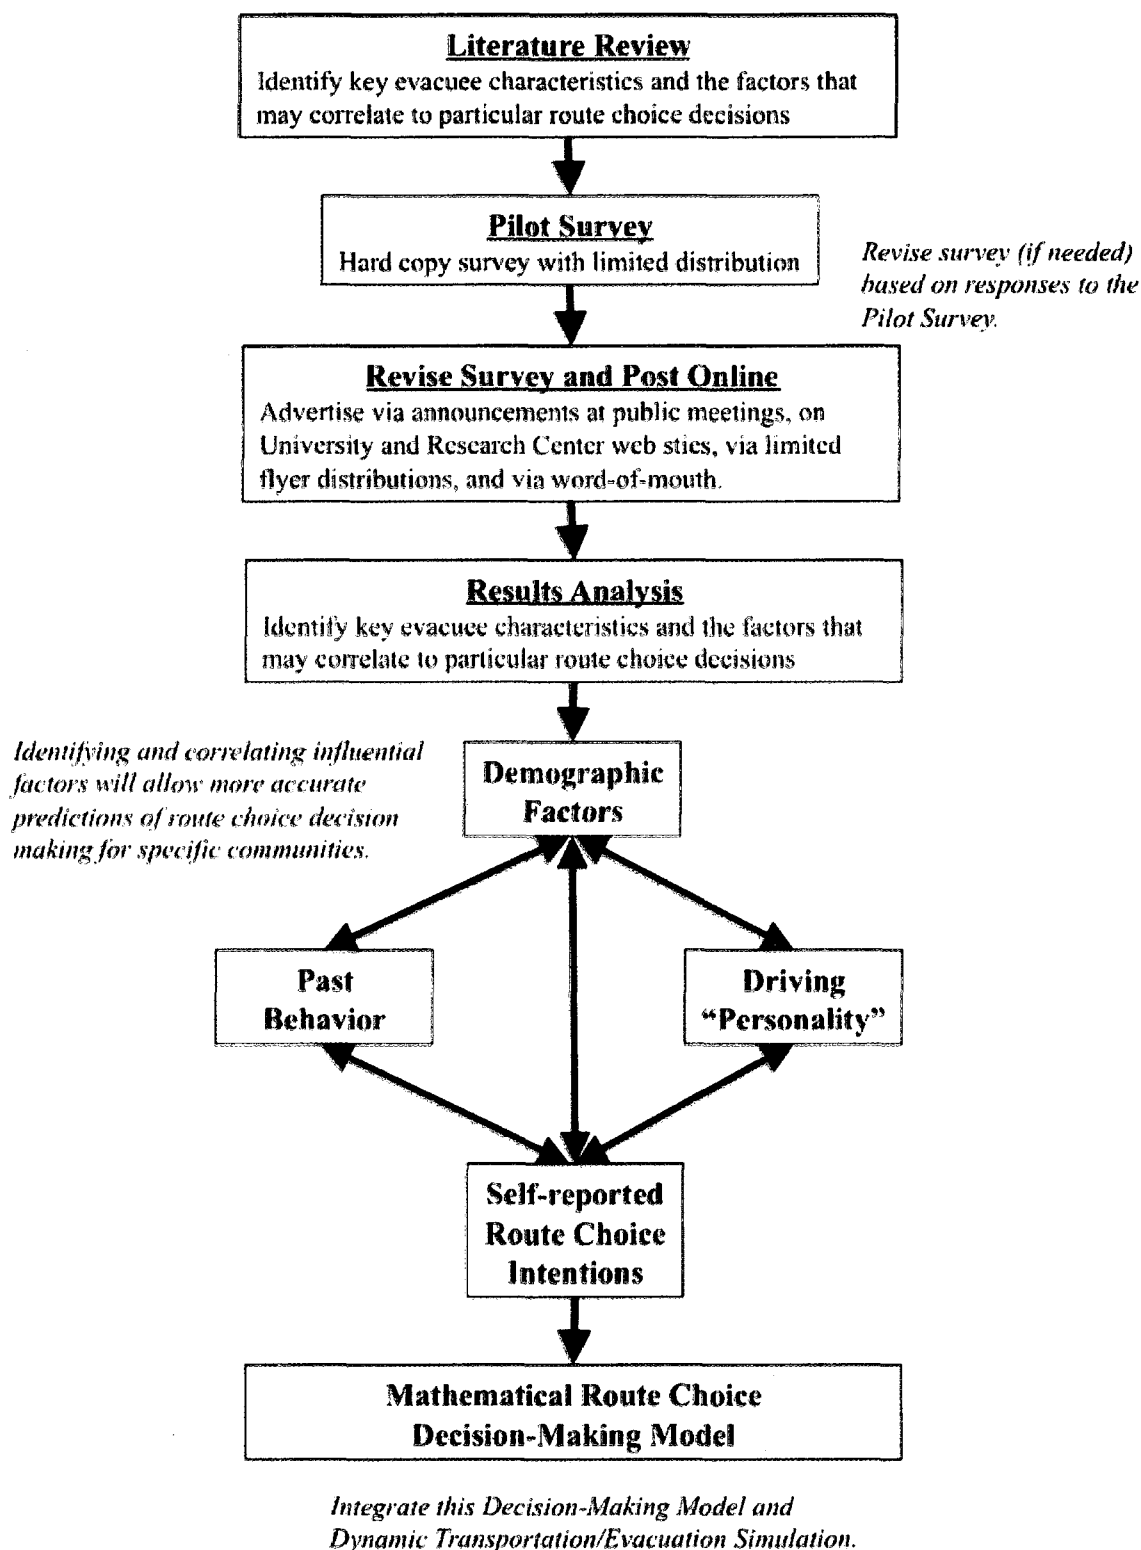 Literature Review
Identify key evacuee characteristics and the factors that
may correlate to particular route choice decisions
Pilot Survey
Hard copy survey with limited distribution
Revise survey (if needed)
based on responses to the
Pilot Survey.
Revise Survey and Post Online
Advertise via announcements at public meetings, on
University and Research Center web sties, via limited
flyer distributions, and via word-of-mouth.
Results Analysis
Identify key evacuee characteristics and the factors that
may correlate to particular route choice decisions
Identifying and correlating influential
factors will allow more accurate
predictions of route choice decision
making for specific communities.
Demographic
Factors
Past
Behavior
Driving
“Personality”
Self-reported
Route Choice
Intentions
Mathematical Route Choice
Decision-Making Model
Integrate this Decision-Making Model and
Dynamic Transportation/Evacuation Simulation.